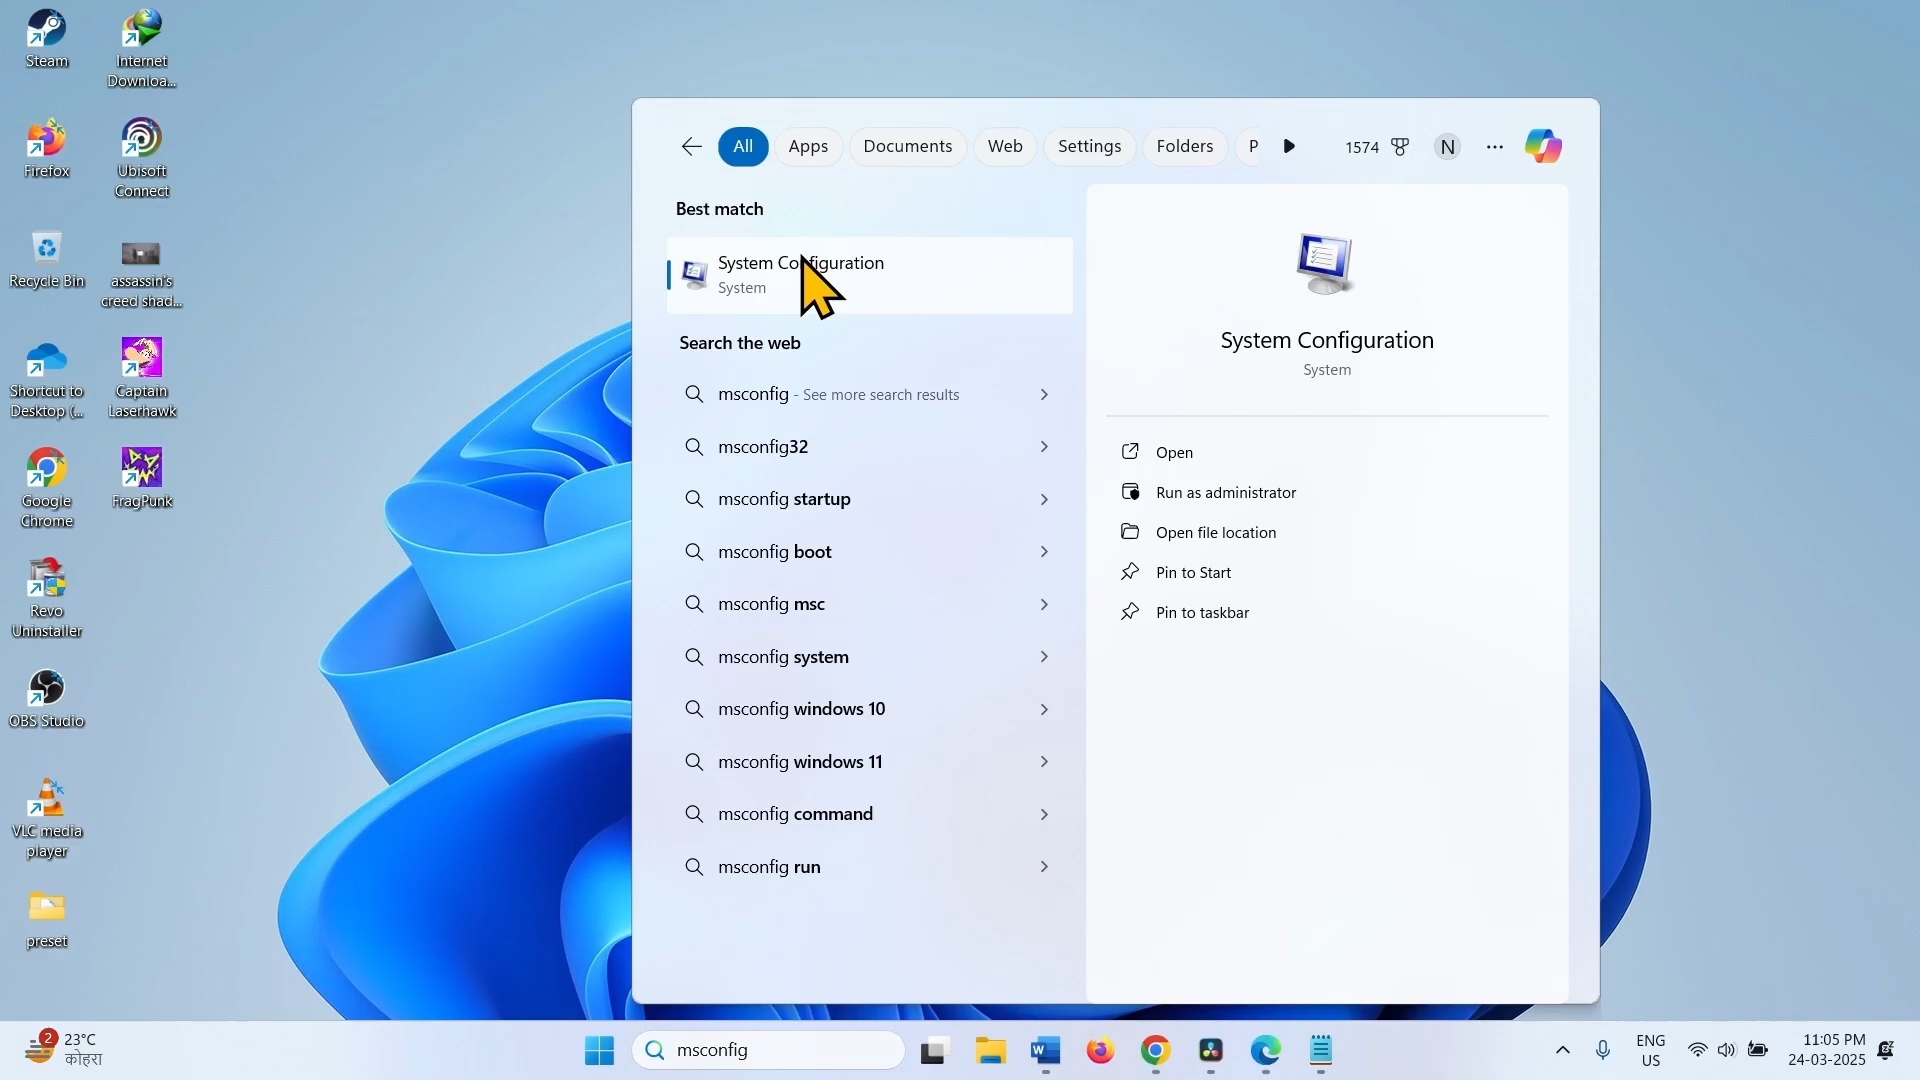 Steam
Internet
Downloa...
Firefox
Ubisoft
Connect
Recycle Bin
assassin's
creed shad...
Shortcut to
Desktop (...
Captain
Laserhawk
Google
Chrome
FragPunk
Revo
Uninstaller
OBS Studio
VLC media
player
preset
All
Apps
Documents
Web
Settings
Folders
P
1574
N
Best match
System Configuration
System
Search the web
msconfig - See more search results
msconfig32
msconfig startup
msconfig boot
msconfig msc
msconfig system
msconfig windows 10
msconfig windows 11
msconfig command
msconfig run
System Configuration
System
Open
Run as administrator
Open file location
Pin to Start
Pin to taskbar
2
23°C
कोहरा
msconfig
W
ENG
US
11:05 PM
24-03-2025